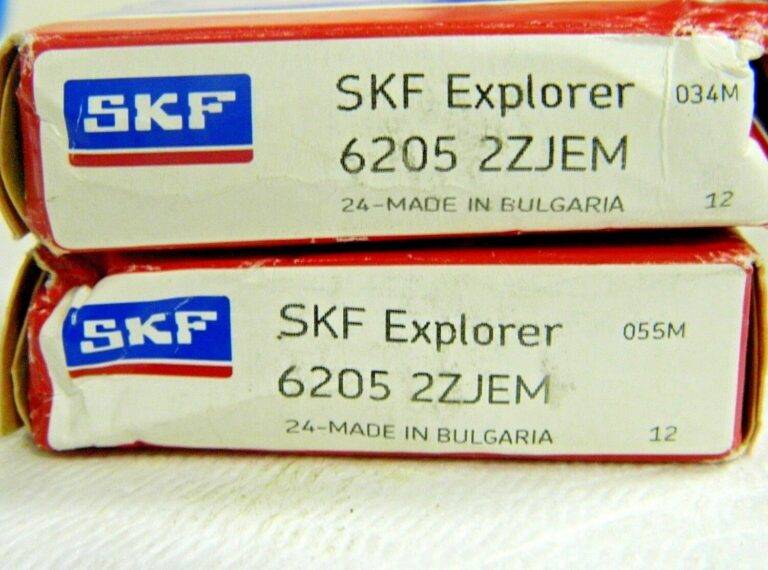 SKF
SKF Explorer 034M
6205 2ZJEM
24-MADE IN BULGARIA 12
SKF
SKF Explorer 055M
6205 2ZJEM
24-MADE IN BULGARIA 12